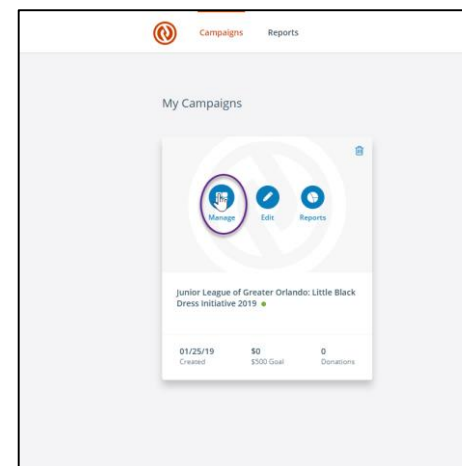 Campaigns Reports
My Campaigns
Manage Edit Reports
Junior League of Greater Orlando: Little Black
Dress Initiative 2019
01/25/19 $0 0
Created $500 Goal Donations